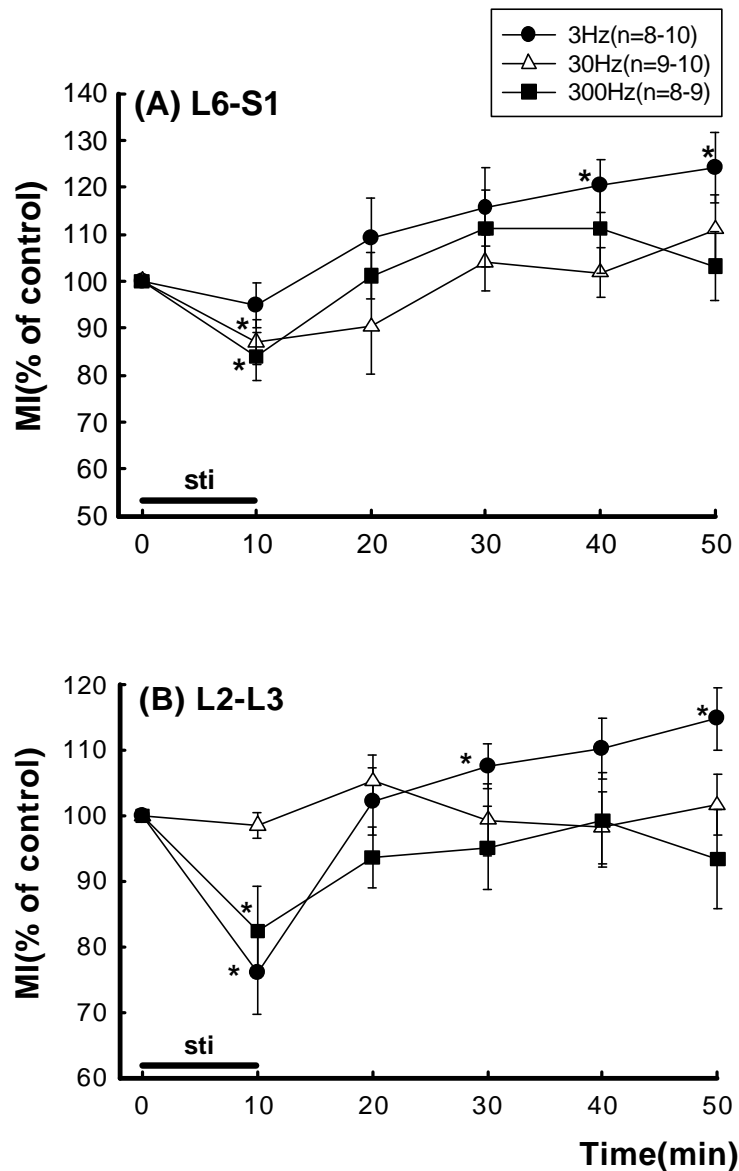 3Hz(n=8-10)
30Hz(n=9-10)
300Hz(n=8-9)
(A) L6-S1
MI(% of control)
140
130
120
110
100
90
80
70
60
50
*
*
*
*
sti
0 10 20 30 40 50
(B) L2-L3
MI(% of control)
120
110
100
90
80
70
60
*
*
*
*
sti
0 10 20 30 40 50
Time(min)